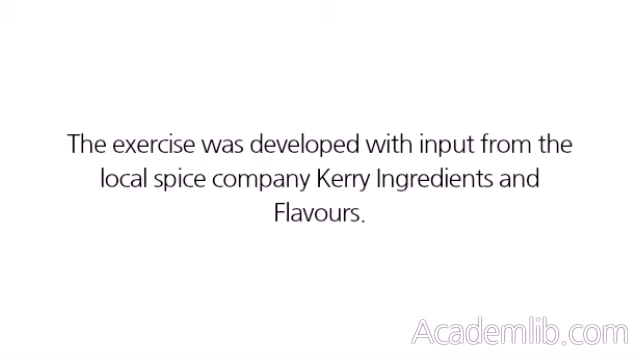 The exercise was developed with input from the
local spice company Kerry Ingredients and
Flavours.
Academlib.com